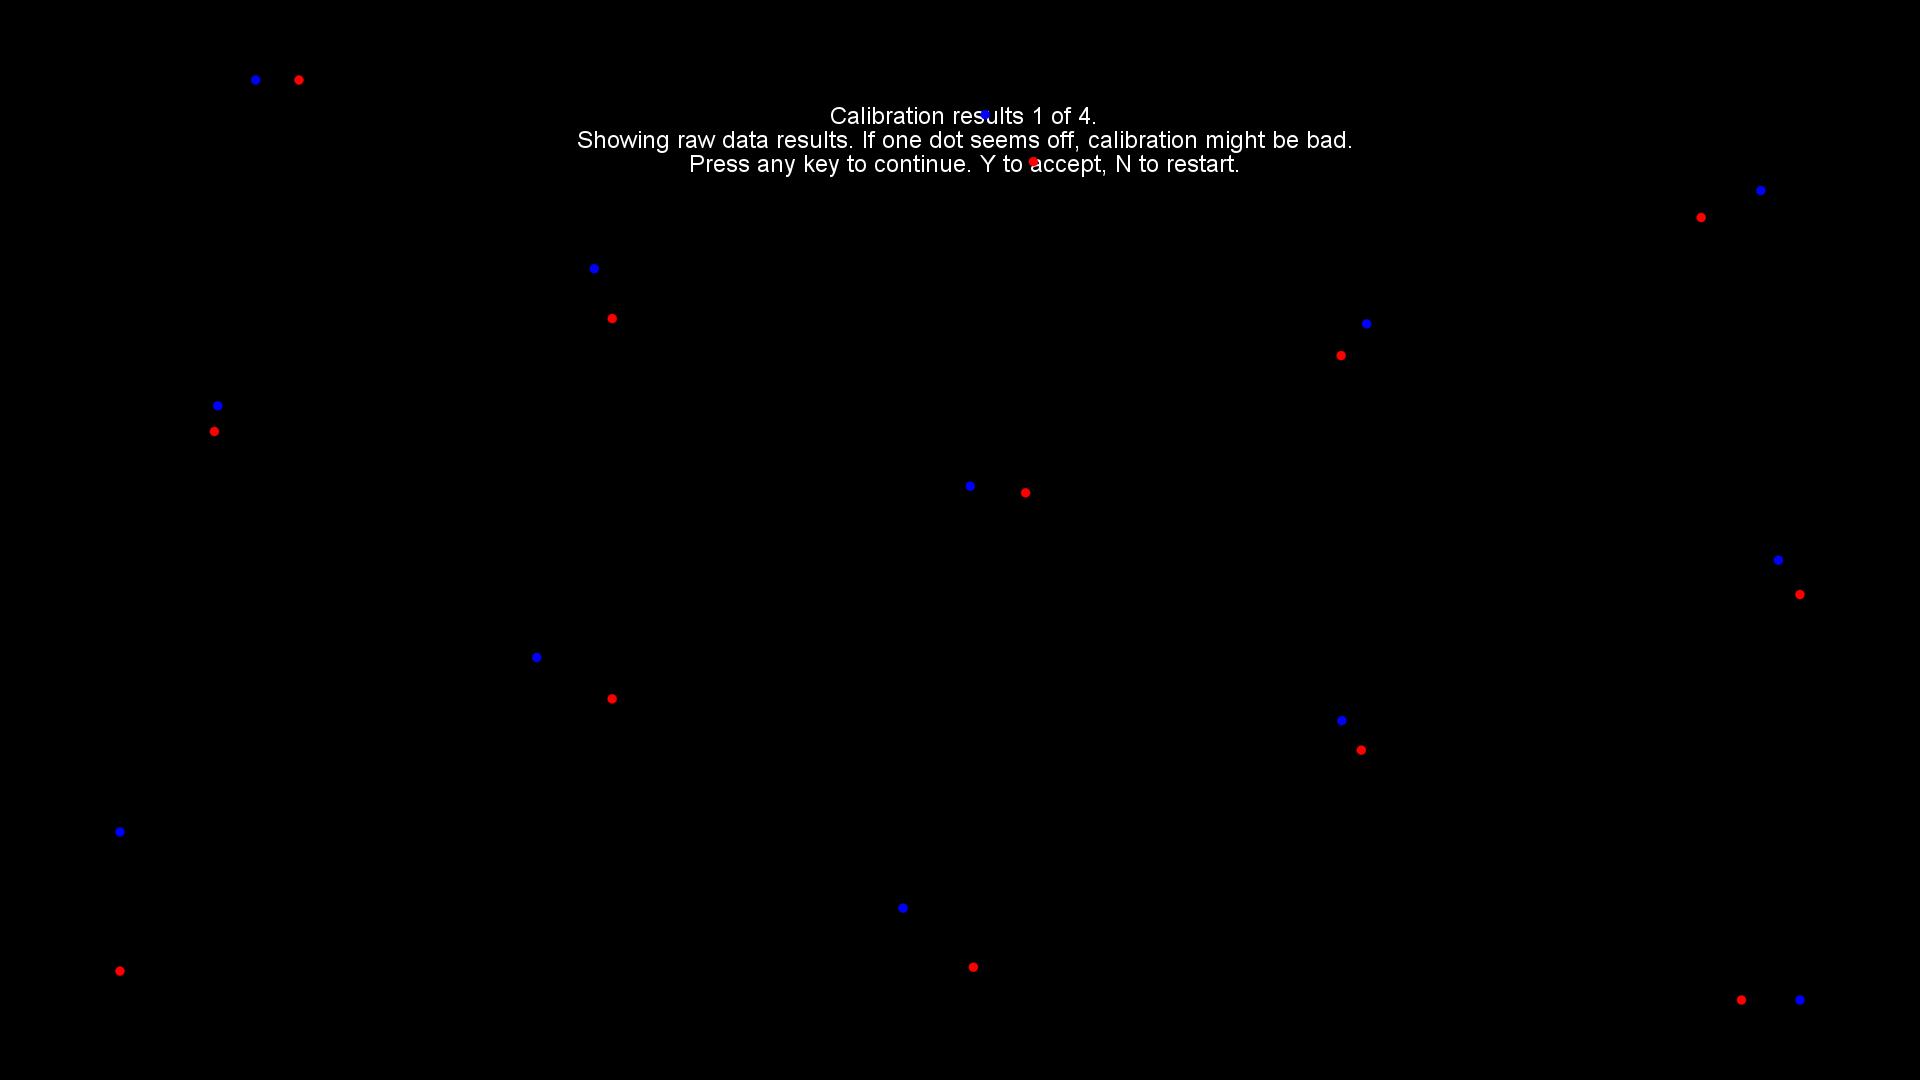 Calibration results 1 of 4.
Showing raw data results. If one dot seems off, calibration might be bad.
Press any key to continue. Y to accept, N to restart.